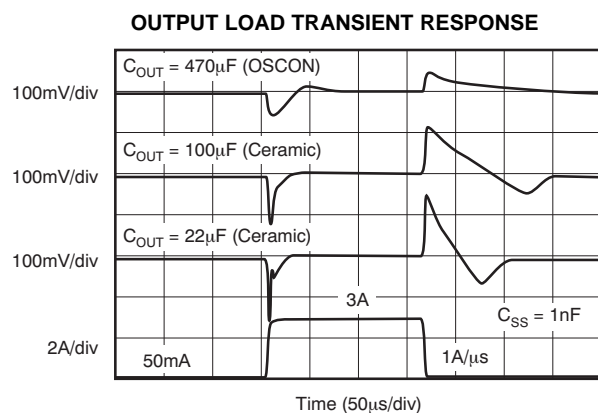 OUTPUT LOAD TRANSIENT RESPONSE
C_OUT = 470μF (OSCON)
100mV/div
C_OUT = 100μF (Ceramic)
100mV/div
C_OUT = 22μF (Ceramic)
100mV/div
3A
C_SS = 1nF
2A/div
50mA
1A/μs
Time (50μs/div)